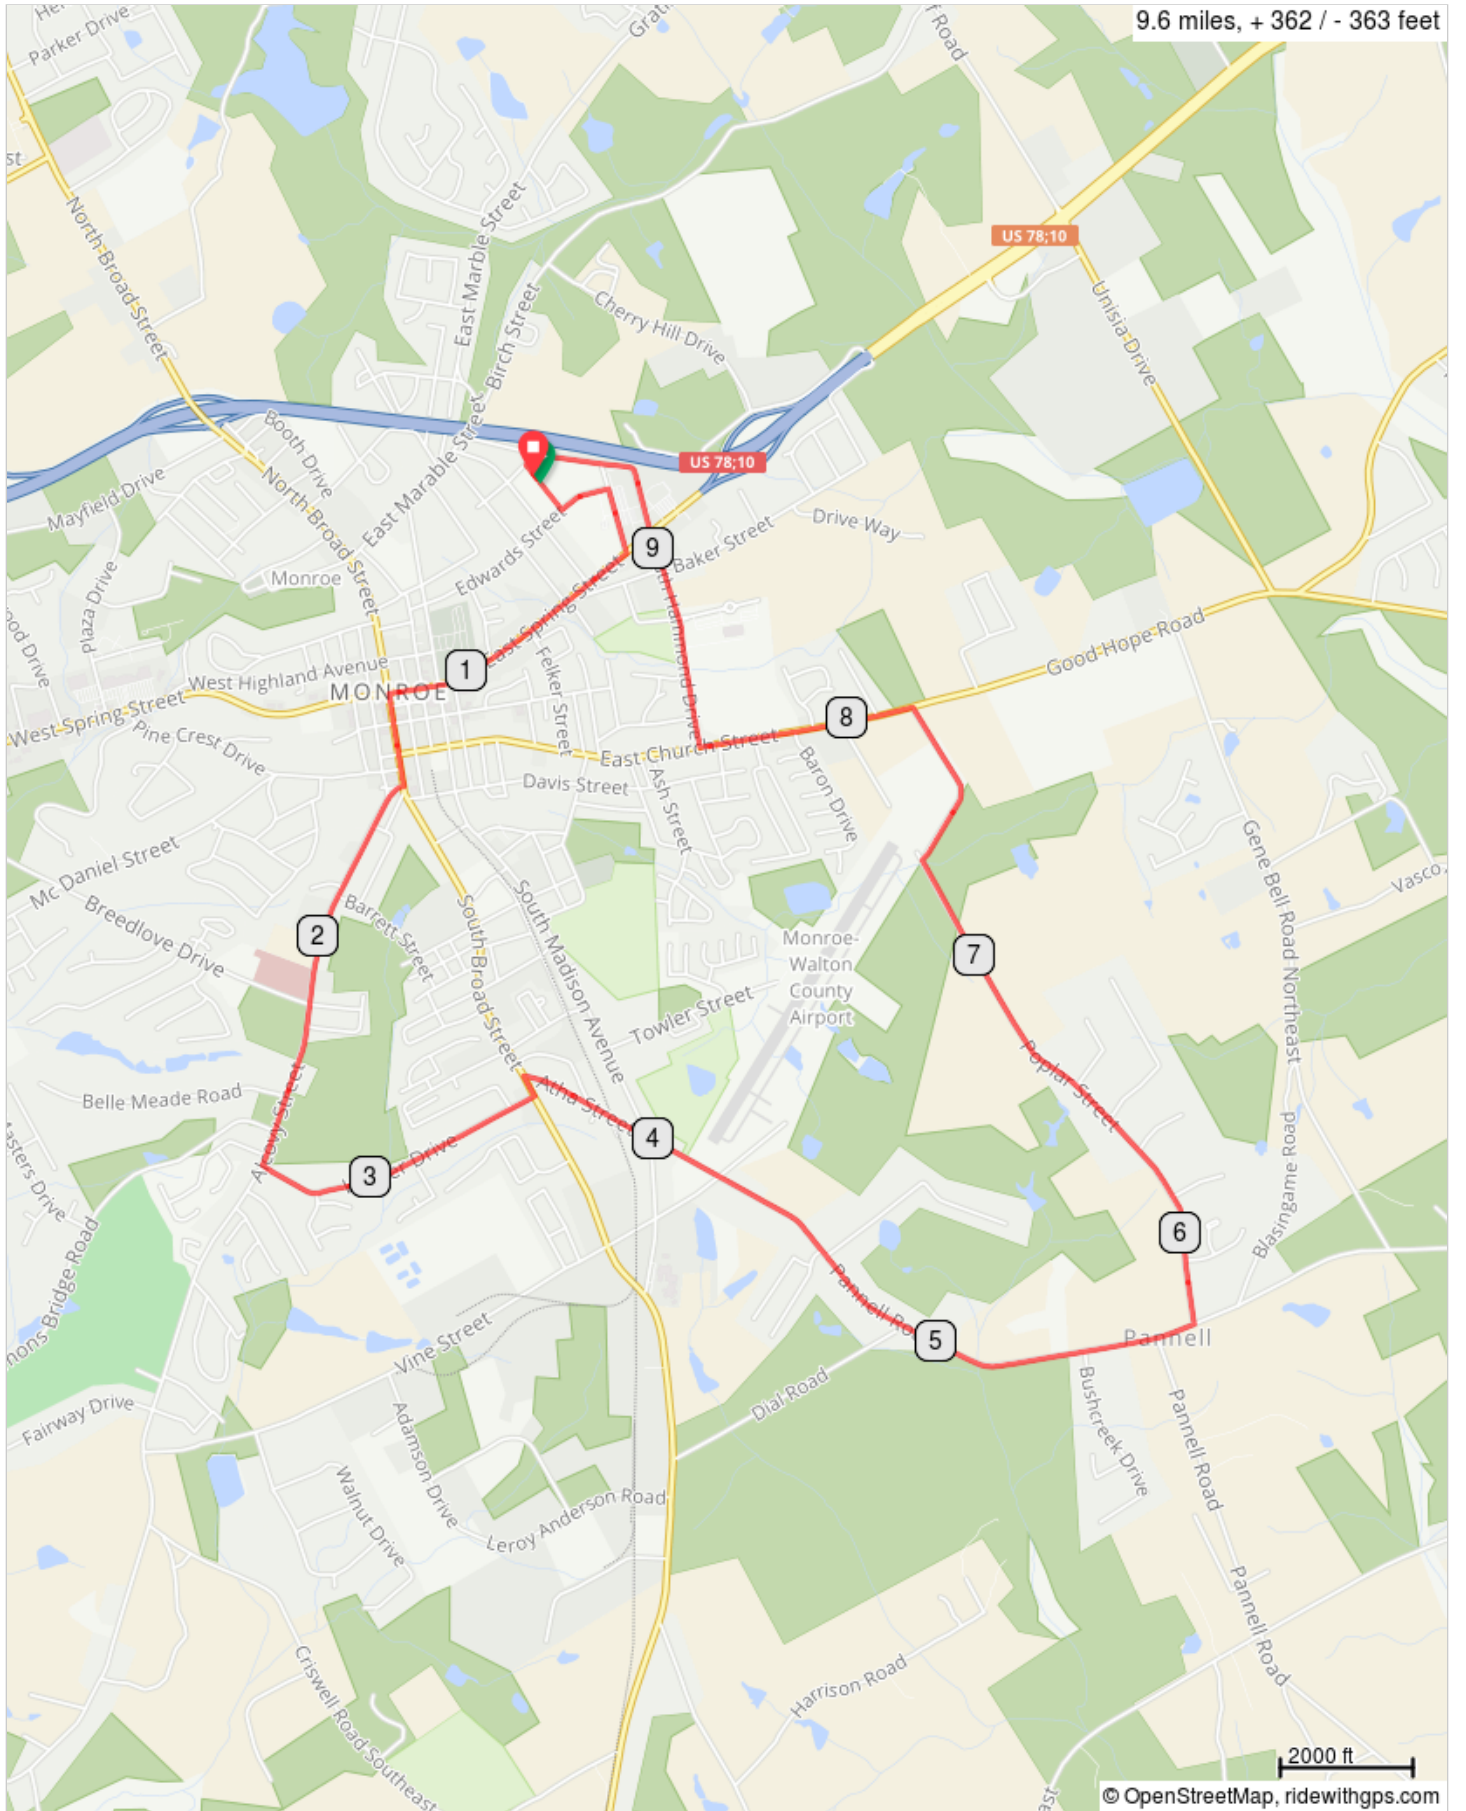 9.6 miles, + 362 / - 363 feet
Parker Drive
North Broad Street
East Marble Street
Birch Street
Cherry Hill Drive
US 78;10
Unisia Drive
Booth Drive
US 78;10
Mayfield Drive
North Broad Street
East Marable Street
Drive Way
Baker Street
Edwards Street
9
Monroe
Plaza Drive
East Spring Street
Hammond Drive
Good Hope Road
West Highland Avenue
1
MONROE
Felker Street
West Spring Street
Pine Crest Drive
8
East Church Street
Davis Street
Ash Street
Baron Drive
Mc Daniel Street
Gene Bell Road Northeast
Breedlove Drive
Barrett Street
2
South Broad Street
South Madison Avenue
Monroe-
Walton
County
Airport
7
Towler Street
Poplar Street
Belle Meade Road
Alcovy Street
Atha Street
4
3
Drive
Blasingame Road
6
Pannell
5
Vine Street
Dial Road
Fairway Drive
Adamson Drive
Bushcreek Drive
Pannell Road
Walnut Drive
Leroy Anderson Road
Pannell Road
Harrison Road
Criswell Road Southeast
2000 ft
© OpenStreetMap, ridewithgps.com